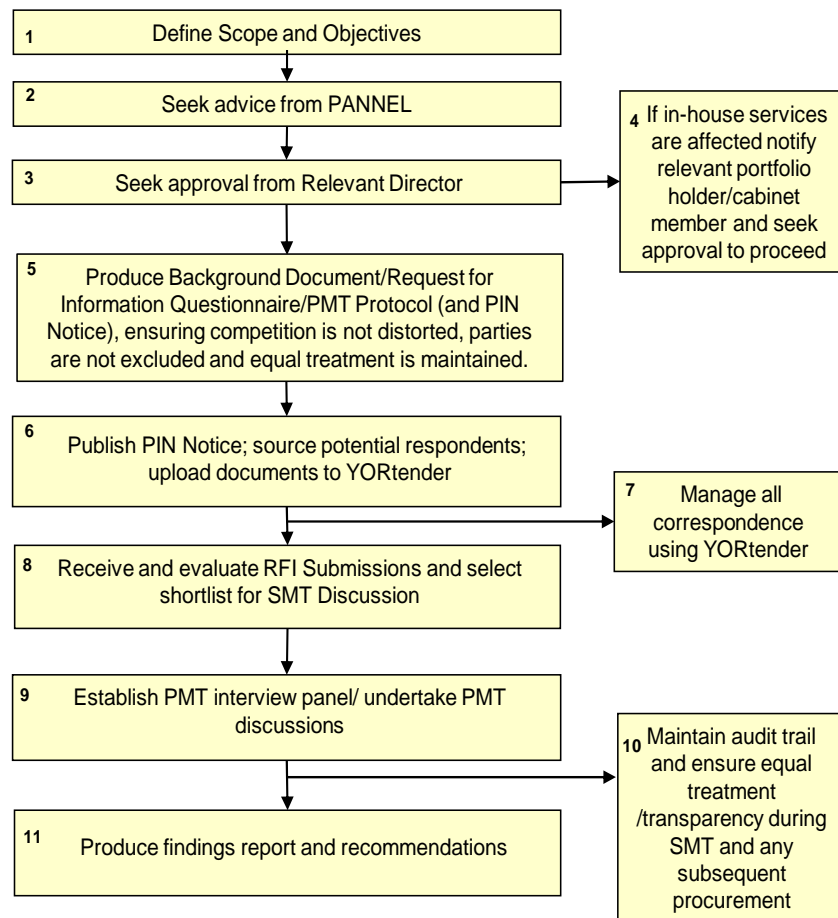 1
Define Scope and Objectives
2
Seek advice from PANNEL
3
Seek approval from Relevant Director
4
If in-house services
are affected notify
relevant portfolio
holder/cabinet
member and seek
approval to proceed
5
Produce Background Document/Request for
Information Questionnaire/PMT Protocol (and PIN
Notice), ensuring competition is not distorted, parties
are not excluded and equal treatment is maintained.
6
Publish PIN Notice; source potential respondents;
upload documents to YORtender
7
Manage all
correspondence
using YORtender
8
Receive and evaluate RFI Submissions and select
shortlist for SMT Discussion
9
Establish PMT interview panel/ undertake PMT
discussions
10
Maintain audit trail
and ensure equal
treatment
/transparency during
SMT and any
subsequent
procurement
11
Produce findings report and recommendations